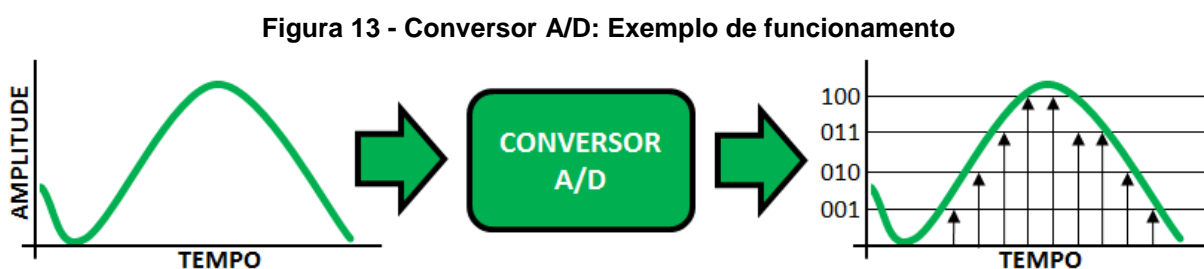 Figura 13 - Conversor A/D: Exemplo de funcionamento
AMPLITUDE
TEMPO
CONVERSOR
A/D
100
011
010
001
TEMPO